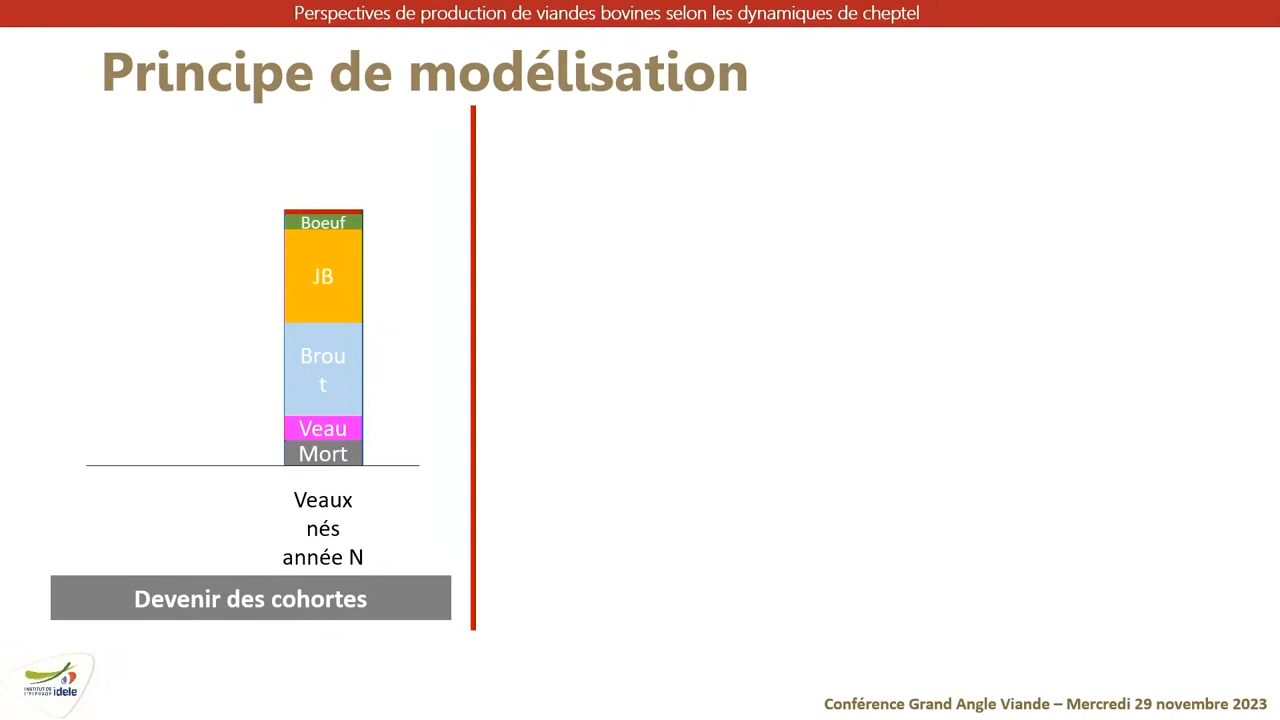 Perspectives de production de viandes bovines selon les dynamiques de cheptel
Principe de modélisation
Boeuf
JB
Brou
t
Veau
Mort
Veaux
nés
année N
Devenir des cohortes
INSTITUT DE
L'ÉLEVAGE idele
Conférence Grand Angle Viande – Mercredi 29 novembre 2023